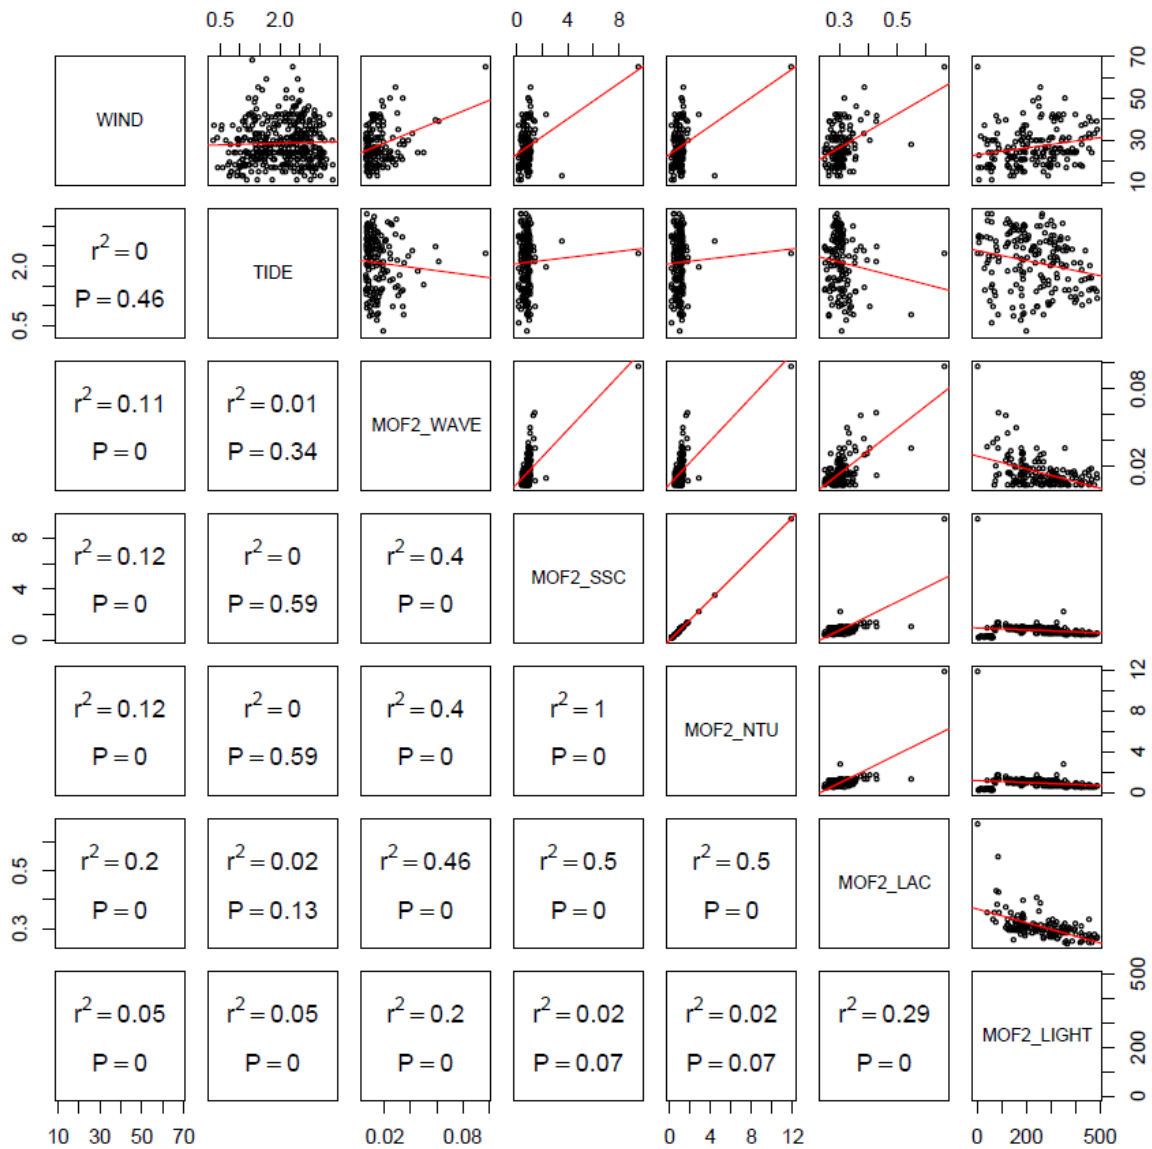 0.5 2.0 0 4 8 0.3 0.5
WIND
10 30 50 70
0.5 2.0
r² = 0
P = 0.46
TIDE
r² = 0.11
P = 0
r² = 0.01
P = 0.34
MOF2_WAVE
0.02 0.08
0 4 8
r² = 0.12
P = 0
r² = 0
P = 0.59
r² = 0.4
P = 0
MOF2_SSC
r² = 0.12
P = 0
r² = 0
P = 0.59
r² = 0.4
P = 0
r² = 1
P = 0
MOF2_NTU
0 4 8 12
0.3 0.5
r² = 0.2
P = 0
r² = 0.02
P = 0.13
r² = 0.46
P = 0
r² = 0.5
P = 0
r² = 0.5
P = 0
MOF2_LAC
r² = 0.05
P = 0
r² = 0.05
P = 0
r² = 0.2
P = 0
r² = 0.02
P = 0.07
r² = 0.02
P = 0.07
r² = 0.29
P = 0
MOF2_LIGHT
0 200 500
10 30 50 70 0.02 0.08 0 4 8 12 0 200 500